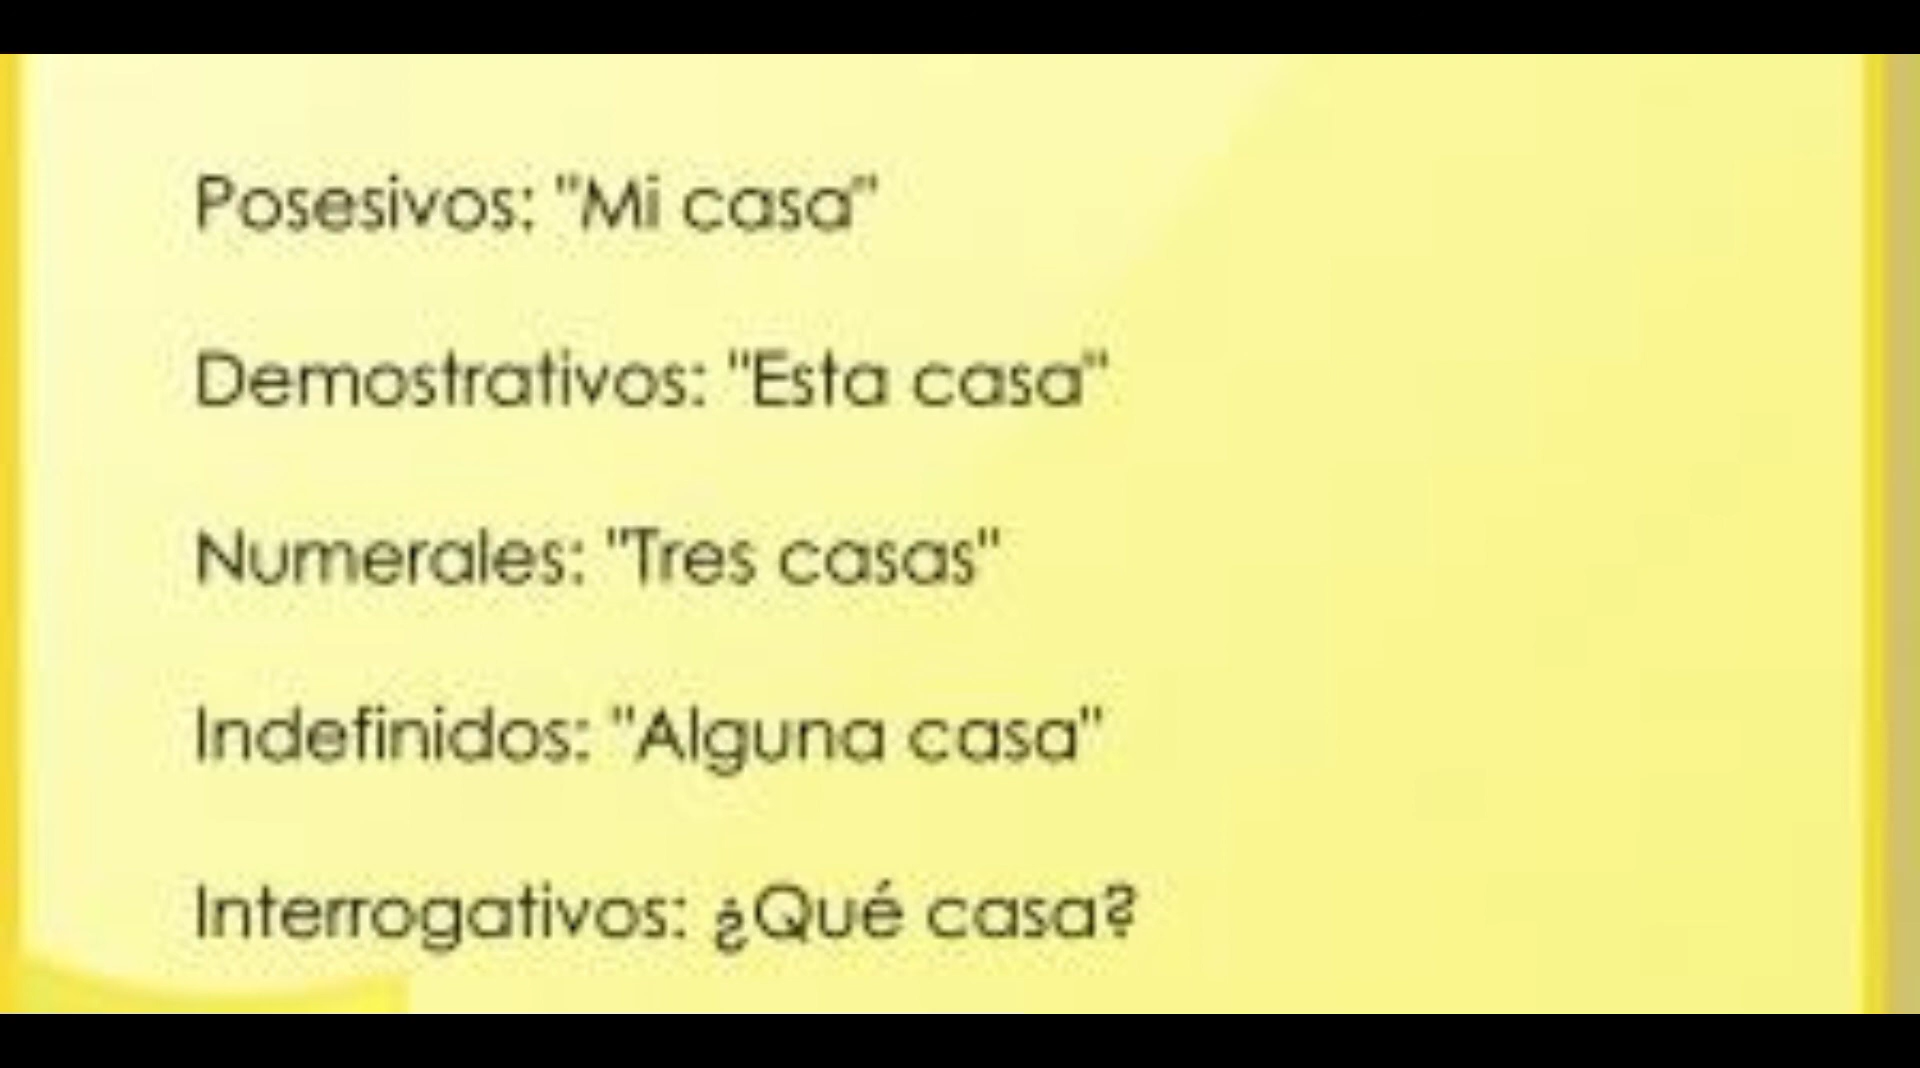 Posesivos: "Mi casa"
Demostrativos: "Esta casa"
Numerales: "Tres casas"
Indefinidos: "Alguna casa"
Interrogativos: ¿Qué casa?